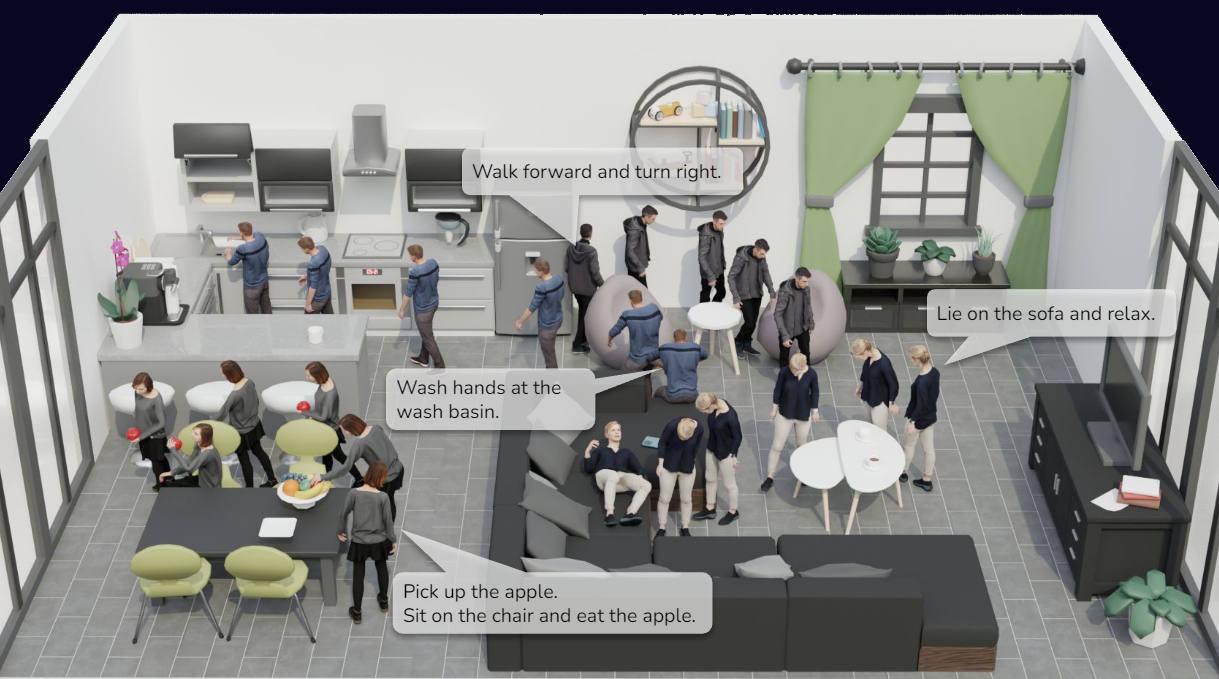 Walk forward and turn right.
Lie on the sofa and relax.
Wash hands at the
wash basin.
Pick up the apple.
Sit on the chair and eat the apple.